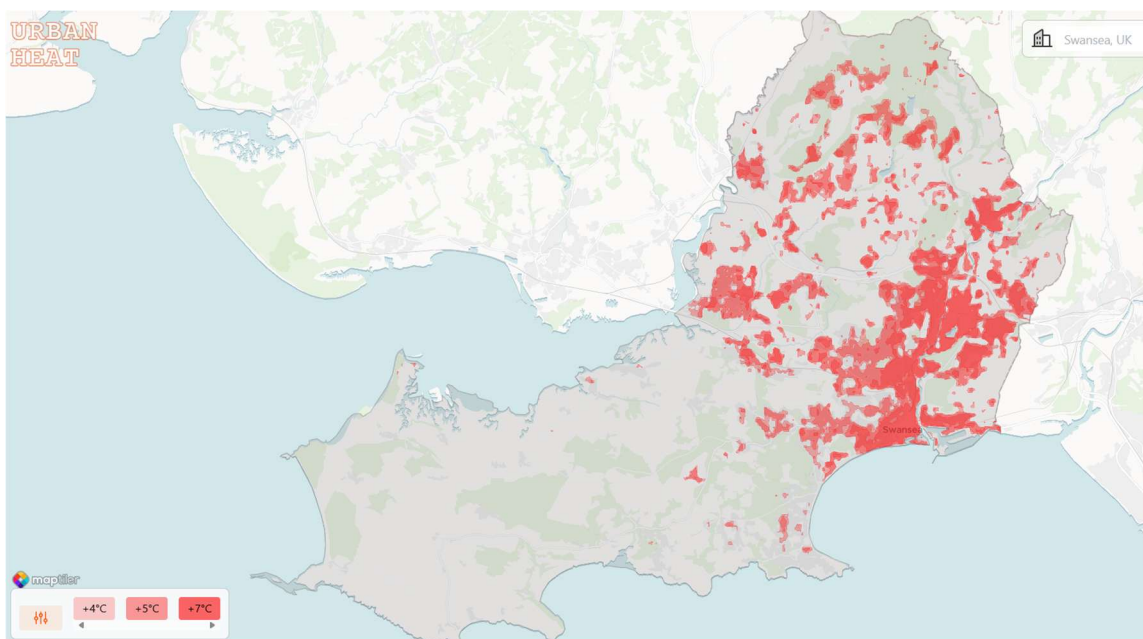 URBAN
HEAT
Swansea, UK
Swansea
maptiler
+4°C +5°C +7°C